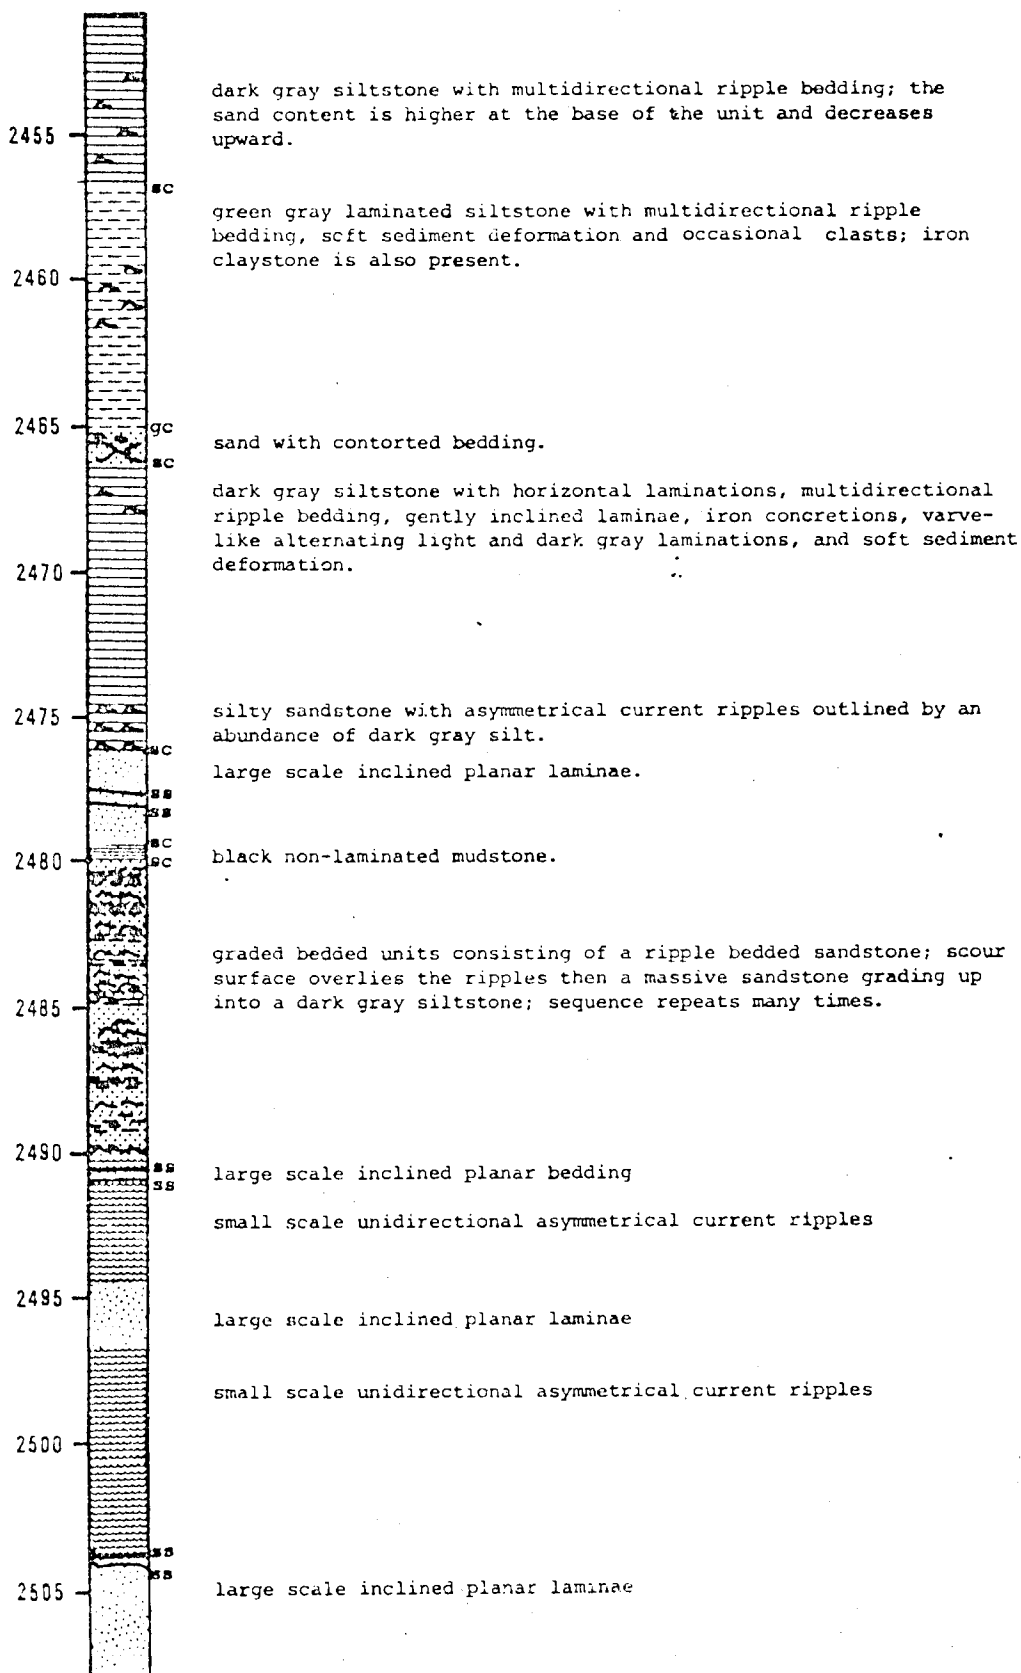 dark gray siltstone with multidirectional ripple bedding; the
sand content is higher at the base of the unit and decreases
2455
upward.
sc
green gray laminated siltstone with multidirectional ripple
bedding, soft sediment deformation and occasional clasts; iron
claystone is also present.
2460
2465
gc
sand with contorted bedding.
sc
dark gray siltstone with horizontal laminations, multidirectional
ripple bedding, gently inclined laminae, iron concretions, varve-
like alternating light and dark gray laminations, and soft sediment
deformation.
2470
2475
silty sandstone with asymmetrical current ripples outlined by an
abundance of dark gray silt.
sc
large scale inclined planar laminae.
ss
ss
sc
2480
black non-laminated mudstone.
graded bedded units consisting of a ripple bedded sandstone; scour
surface overlies the ripples then a massive sandstone grading up
into a dark gray siltstone; sequence repeats many times.
2485
2490
ss
large scale inclined planar bedding
ss
small scale unidirectional asymmetrical current ripples
2495
large scale inclined planar laminae
small scale unidirectional asymmetrical current ripples
2500
ss
ss
2505
large scale inclined planar laminae